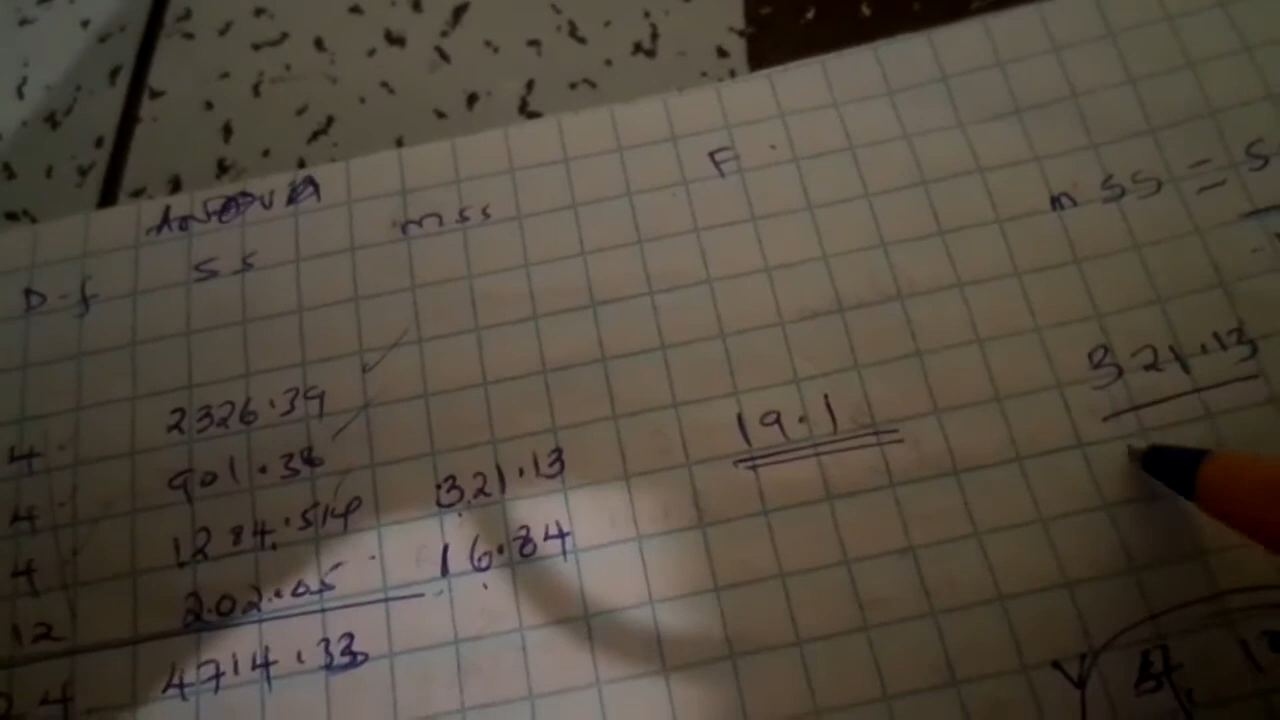 ANOVA
D.f SS mss F
4 2326.39
4 901.38
4 1284.514 321.13 19.1
12 202.05 16.84
24 4714.33
mss = S
321.13
V